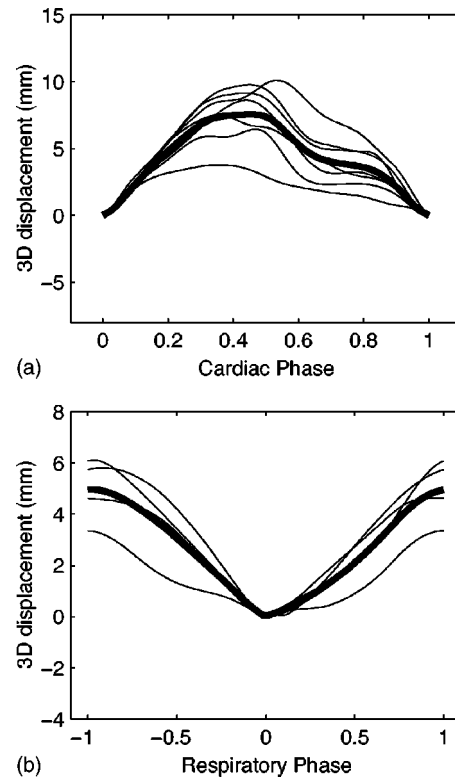 15
10
5
0
−5
3D displacement (mm)
0 0.2 0.4 0.6 0.8 1
(a) Cardiac Phase
8
6
4
2
0
−2
−4
3D displacement (mm)
−1 −0.5 0 0.5 1
(b) Respiratory Phase